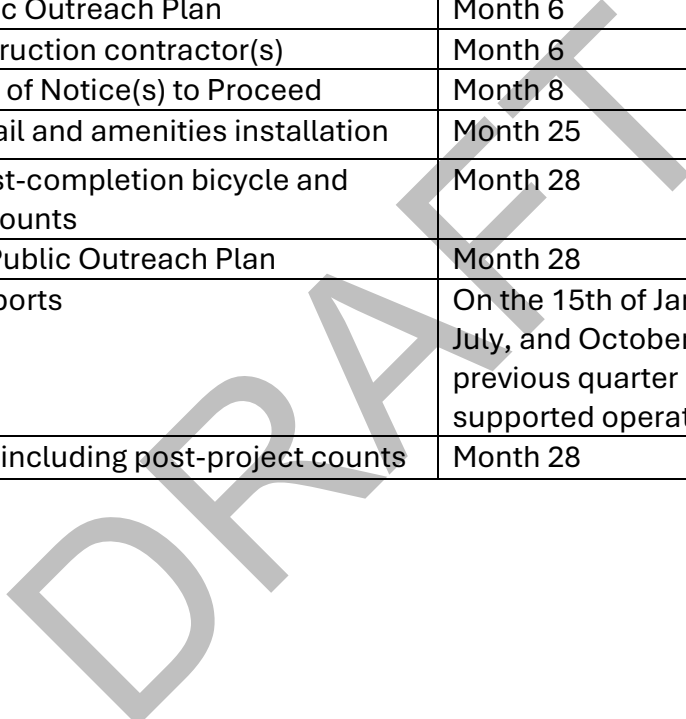 c Outreach Plan Month 6
ruction contractor(s) Month 6
of Notice(s) to Proceed Month 8
ail and amenities installation Month 25
st-completion bicycle and Month 28
ounts
Public Outreach Plan Month 28
ports On the 15th of Jar
July, and October
previous quarter
supported operat
including post-project counts Month 28
DRAFT